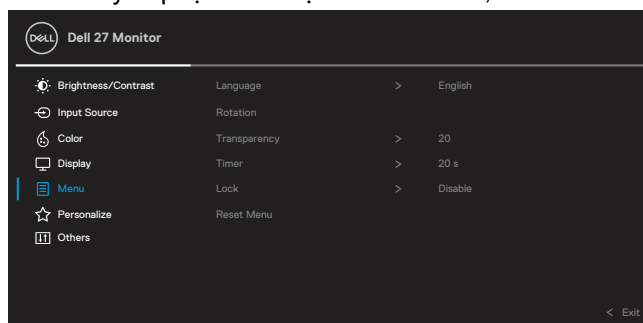 DELL Dell 27 Monitor
Brightness/Contrast Language > English
Input Source Rotation
Color Transparency > 20
Display Timer > 20 s
Menu Lock > Disable
Personalize Reset Menu
Others
< Exit